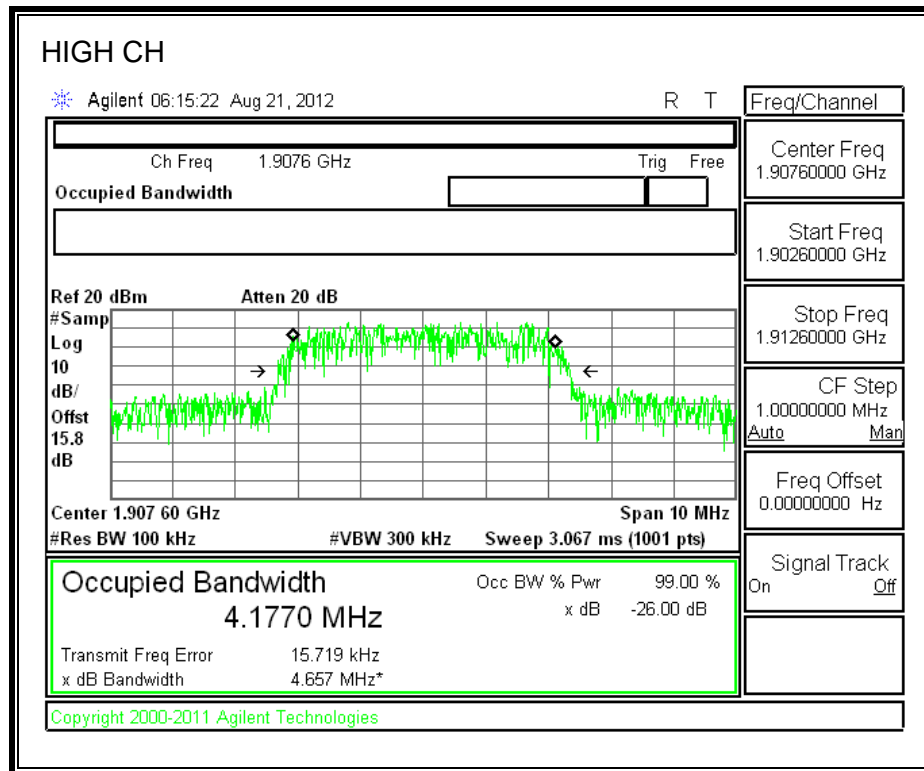 HIGH CH
Agilent 06:15:22 Aug 21, 2012 R T
Freq/Channel
Ch Freq 1.9076 GHz Trig Free
Occupied Bandwidth
Center Freq
1.90760000 GHz
Start Freq
1.90260000 GHz
Stop Freq
1.91260000 GHz
CF Step
1.00000000 MHz
Auto Man
Freq Offset
0.00000000 Hz
Signal Track
On Off
Ref 20 dBm Atten 20 dB
#Samp
Log
10
dB/
Offst
15.8
dB
Center 1.907 60 GHz Span 10 MHz
#Res BW 100 kHz #VBW 300 kHz Sweep 3.067 ms (1001 pts)
Occupied Bandwidth Occ BW % Pwr 99.00 %
4.1770 MHz x dB -26.00 dB
Transmit Freq Error 15.719 kHz
x dB Bandwidth 4.657 MHz*
Copyright 2000-2011 Agilent Technologies